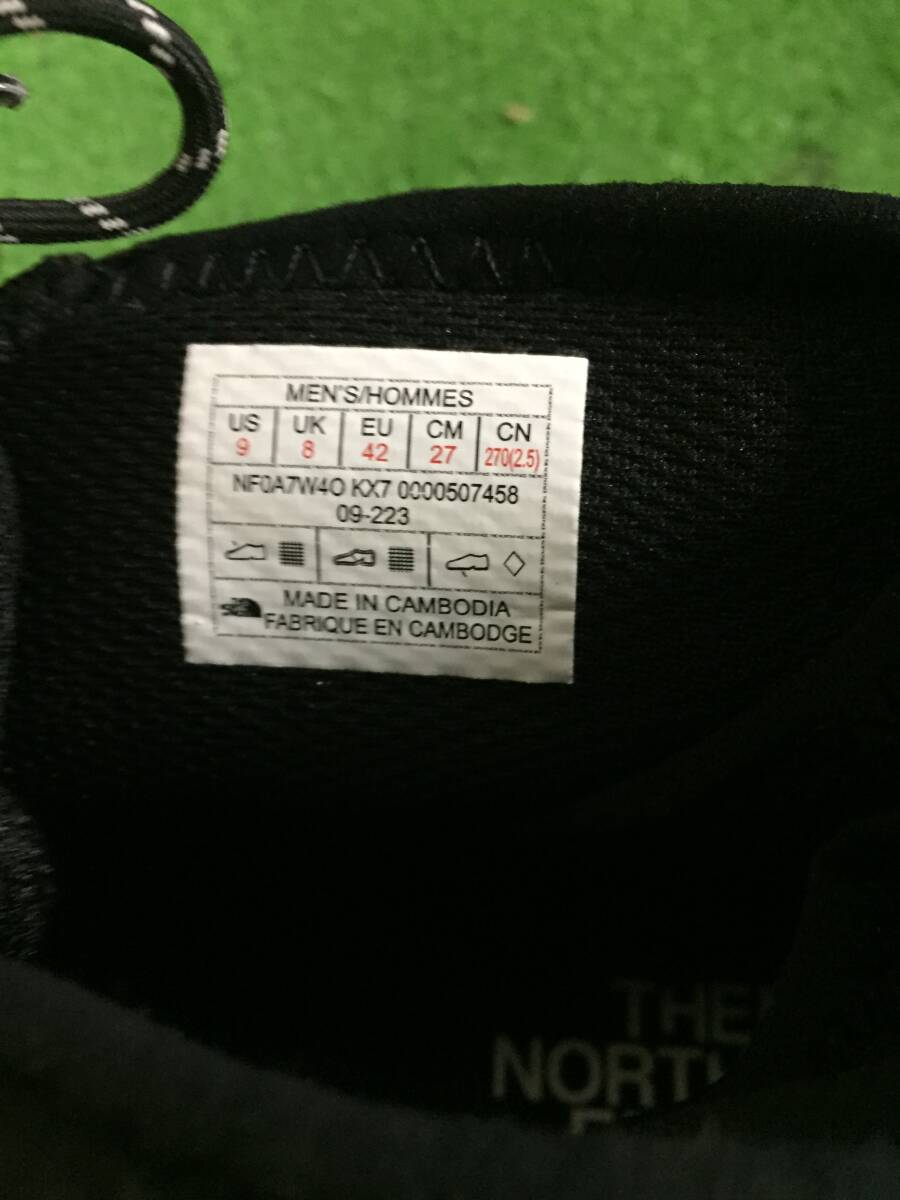 MEN'S/HOMMES
US UK EU CM CN
9 8 42 27 270(2.5)
NF0A7W4O KX7 0000507458
09-223
MADE IN CAMBODIA
FABRIQUE EN CAMBODGE
THE
NORTH